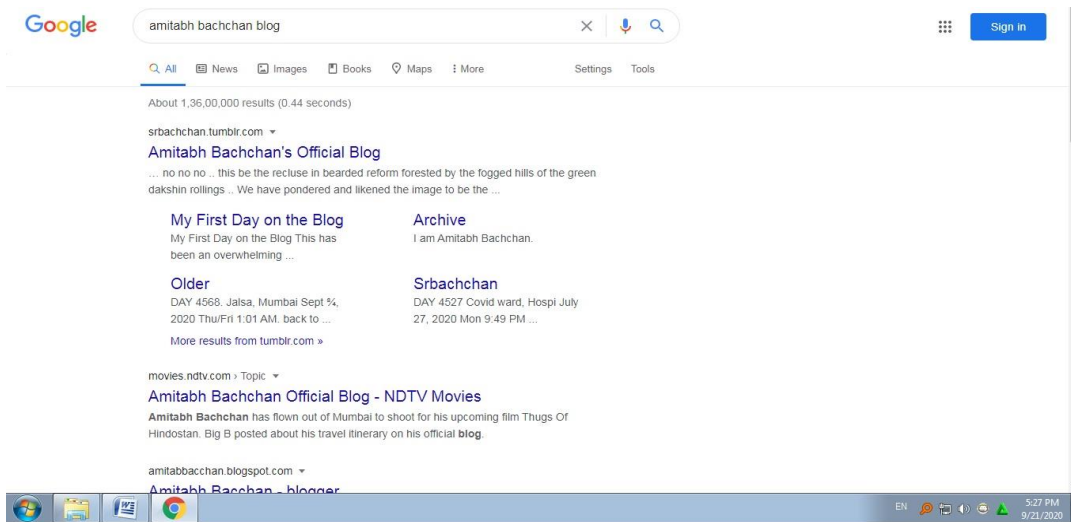 Google
amitabh bachchan blog
Sign in
All News Images Books Maps More Settings Tools
About 1,36,00,000 results (0.44 seconds)
srbachchan.tumblr.com
Amitabh Bachchan's Official Blog
... no no no .. this be the recluse in bearded reform forested by the fogged hills of the green
dakshin rollings .. We have pondered and likened the image to be the ...
My First Day on the Blog
My First Day on the Blog This has
been an overwhelming ...
Archive
I am Amitabh Bachchan.
Older
DAY 4568. Jalsa, Mumbai Sept ¾,
2020 Thu/Fri 1:01 AM. back to ...
Srbachchan
DAY 4527 Covid ward, Hospi July
27, 2020 Mon 9:49 PM ...
More results from tumblr.com »
movies.ndtv.com › Topic
Amitabh Bachchan Official Blog - NDTV Movies
Amitabh Bachchan has flown out of Mumbai to shoot for his upcoming film Thugs Of
Hindostan. Big B posted about his travel itinerary on his official blog.
amitabbacchan.blogspot.com
Amitabh Bacchan - blogger
EN
5:27 PM
9/21/2020